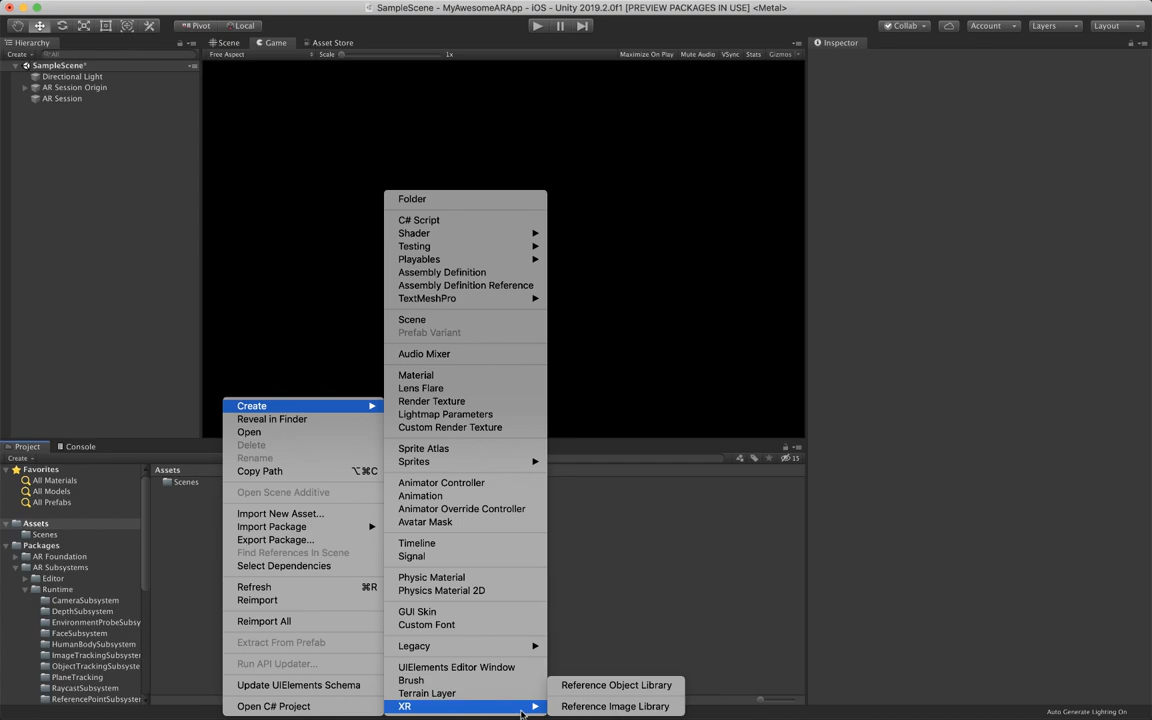 SampleScene - MyAwesomeARApp - iOS - Unity 2019.2.0f1 [PREVIEW PACKAGES IN USE] <Metal>
Pivot Local Collab Account Layers Layout
Hierarchy Scene Game Asset Store Inspector
Create All Free Aspect Scale 1x Maximize On Play Mute Audio VSync Stats Gizmos
SampleScene*
Directional Light
AR Session Origin
AR Session
Folder
C# Script
Shader
Testing
Playables
Assembly Definition
Assembly Definition Reference
TextMeshPro
Scene
Prefab Variant
Audio Mixer
Material
Lens Flare
Render Texture
Lightmap Parameters
Custom Render Texture
Sprite Atlas
Sprites
Animator Controller
Animation
Animator Override Controller
Avatar Mask
Timeline
Signal
Physic Material
Physics Material 2D
GUI Skin
Custom Font
Legacy
UIElements Editor Window
Brush
Terrain Layer
XR
Reference Object Library
Reference Image Library
Create
Reveal in Finder
Open
Delete
Rename
Copy Path ⌥⌘C
Open Scene Additive
Import New Asset...
Import Package
Export Package...
Find References In Scene
Select Dependencies
Refresh ⌘R
Reimport
Reimport All
Extract From Prefab
Run API Updater...
Update UIElements Schema
Open C# Project
Project Console
Create 15
Favorites
All Materials
All Models
All Prefabs
Assets
Scenes
Packages
AR Foundation
AR Subsystems
Editor
Runtime
CameraSubsystem
DepthSubsystem
EnvironmentProbeSubsy
FaceSubsystem
HumanBodySubsystem
ImageTrackingSubsyste
ObjectTrackingSubsyste
PlaneTracking
RaycastSubsystem
ReferencePointSubsyster
Assets
Scenes
Auto Generate Lighting On